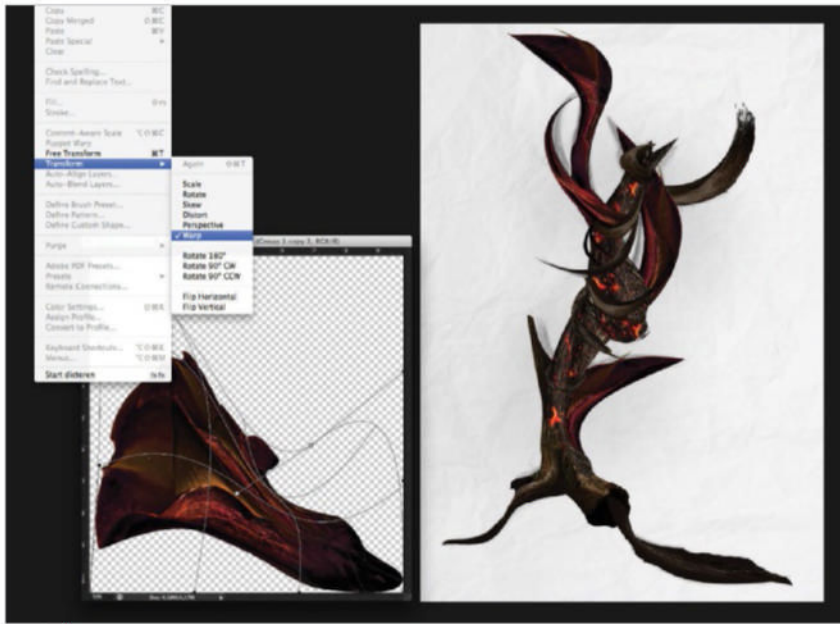 Copy ⌘C
Copy Merged ⇧⌘C
Paste ⌘V
Paste Special
Clear
Check Spelling...
Find and Replace Text...
Fill...
Stroke...
Content-Aware Scale ⌥⇧⌘C
Puppet Warp
Free Transform ⌘T
Transform
Auto-Align Layers...
Auto-Blend Layers...
Define Brush Preset...
Define Pattern...
Define Custom Shape...
Purge
Adobe PDF Presets...
Presets
Remote Connections...
Color Settings... ⇧⌘K
Assign Profile...
Convert to Profile...
Keyboard Shortcuts... ⌥⇧⌘K
Menus... ⌥⇧⌘M
Start dicteren
Again ⇧⌘T
Scale
Rotate
Skew
Distort
Perspective
✓ Warp
Rotate 180°
Rotate 90° CW
Rotate 90° CCW
Flip Horizontal
Flip Vertical
copy